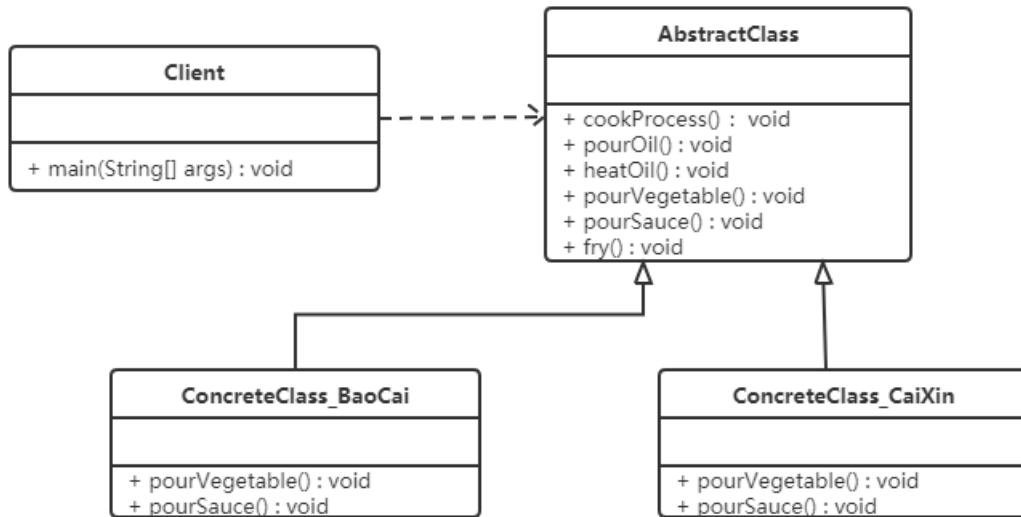 Client
+ main(String[] args) : void
AbstractClass
+ cookProcess() : void
+ pourOil() : void
+ heatOil() : void
+ pourVegetable() : void
+ pourSauce() : void
+ fry() : void
ConcreteClass_BaoCai
+ pourVegetable() : void
+ pourSauce() : void
ConcreteClass_CaiXin
+ pourVegetable() : void
+ pourSauce() : void